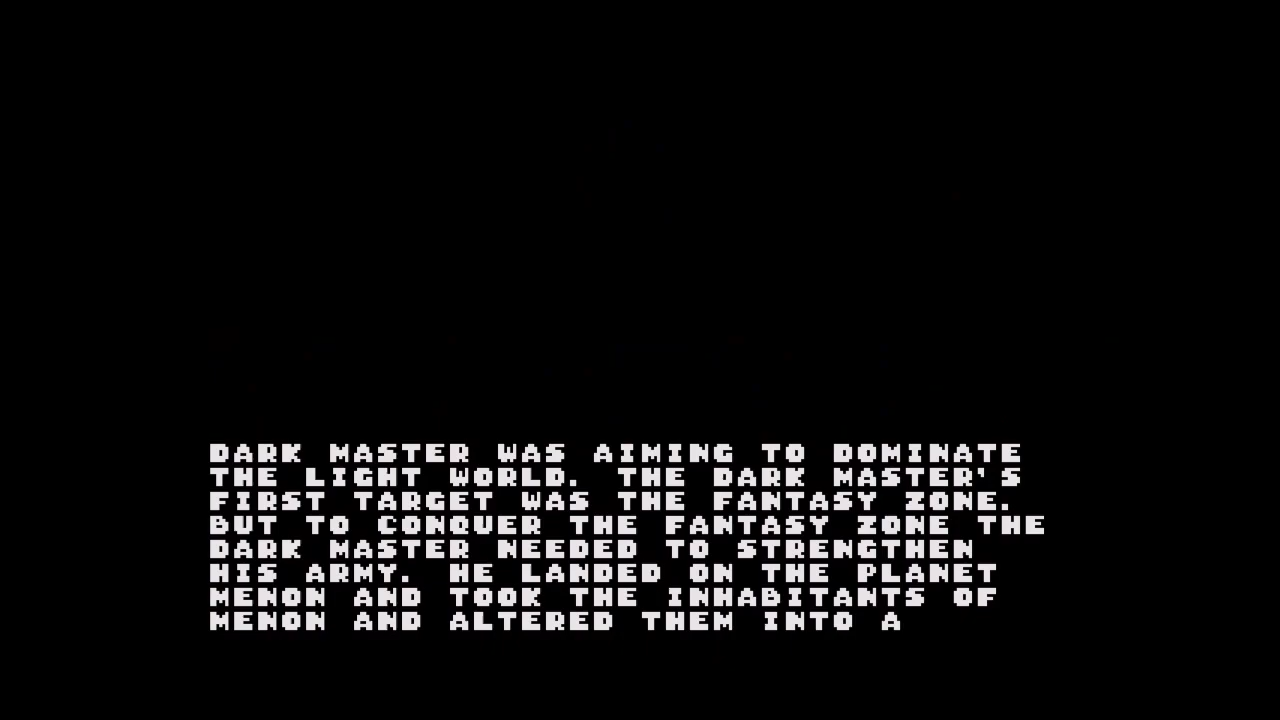 DARK MASTER WAS AIMING TO DOMINATE
THE LIGHT WORLD. THE DARK MASTER'S
FIRST TARGET WAS THE FANTASY ZONE.
BUT TO CONQUER THE FANTASY ZONE THE
DARK MASTER NEEDED TO STRENGTHEN
HIS ARMY. HE LANDED ON THE PLANET
MENON AND TOOK THE INHABITANTS OF
MENON AND ALTERED THEM INTO A